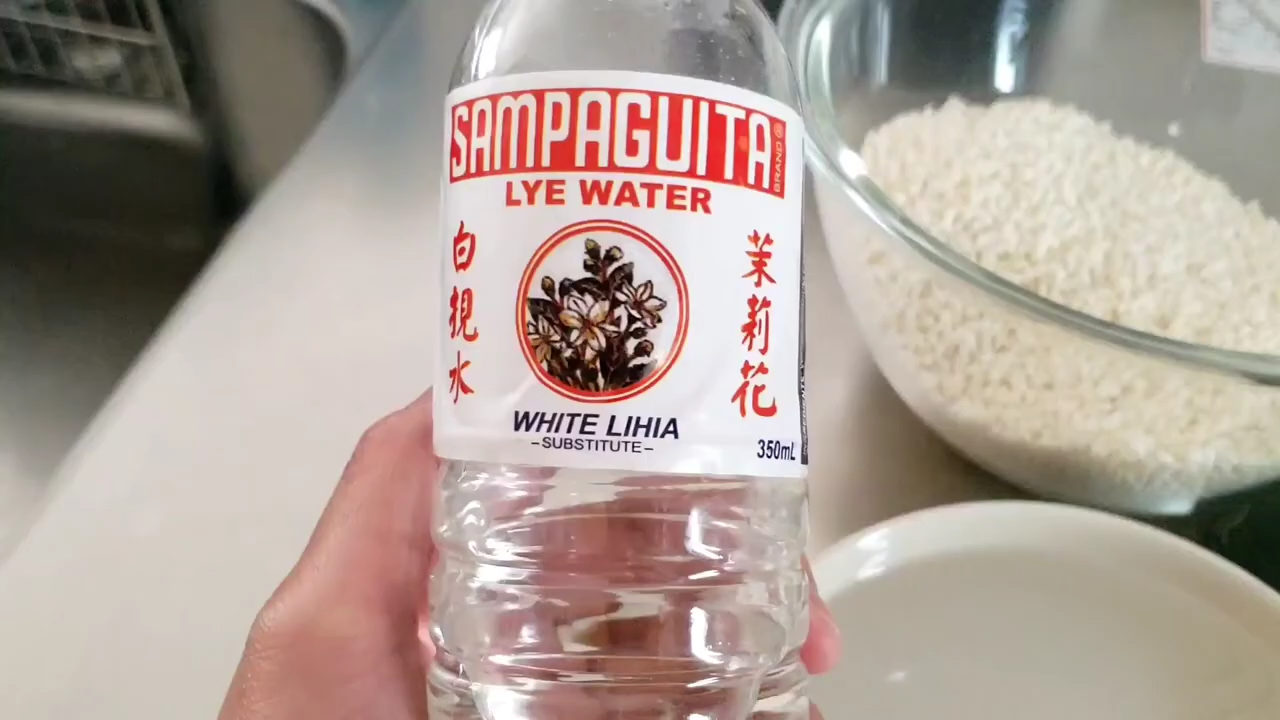 SAMPAGUITA
BRAND ®
LYE WATER
白梘水
茉莉花
WHITE LIHIA
–SUBSTITUTE–
350mL